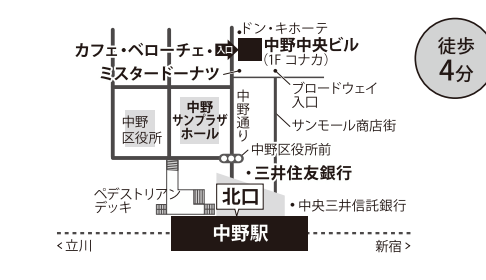 ドン・キホーテ
カフェ・ベローチェ
入口
中野中央ビル
(1F コナカ)
徒歩
4分
ミスタードーナツ
ブロードウェイ
入口
中野
区役所
中野
サンプラザ
ホール
中野通り
サンモール商店街
中野区役所前
三井住友銀行
ペデストリアン
デッキ
北口
中央三井信託銀行
中野駅
<立川
新宿>